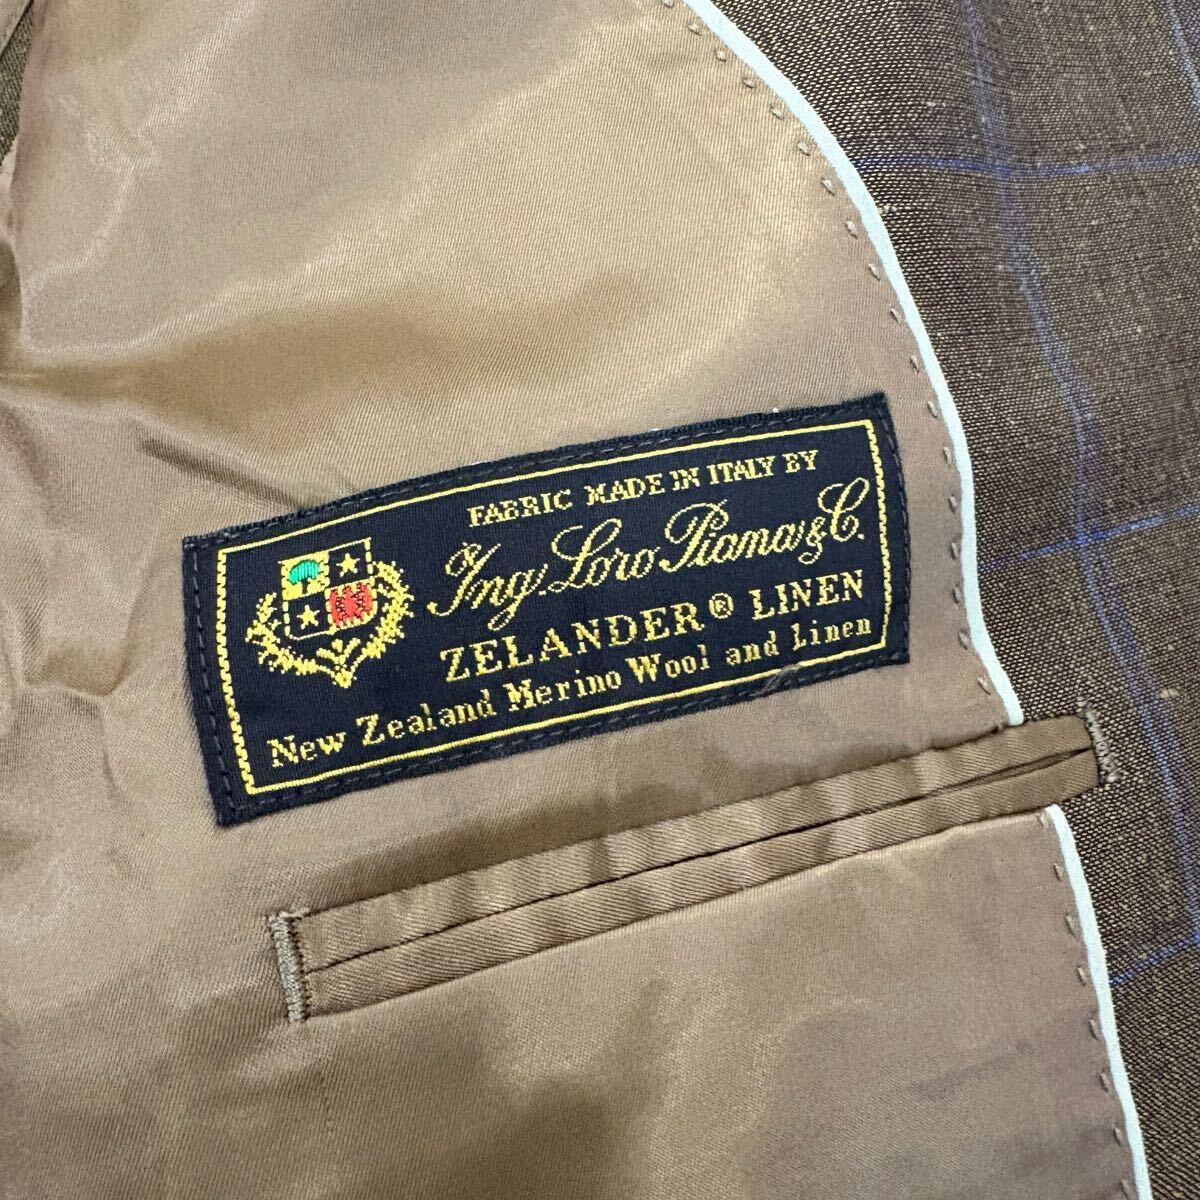 FABRIC MADE IN ITALY BY
Ing. Loro Piana & C.
ZELANDER® LINEN
New Zealand Merino Wool and Linen